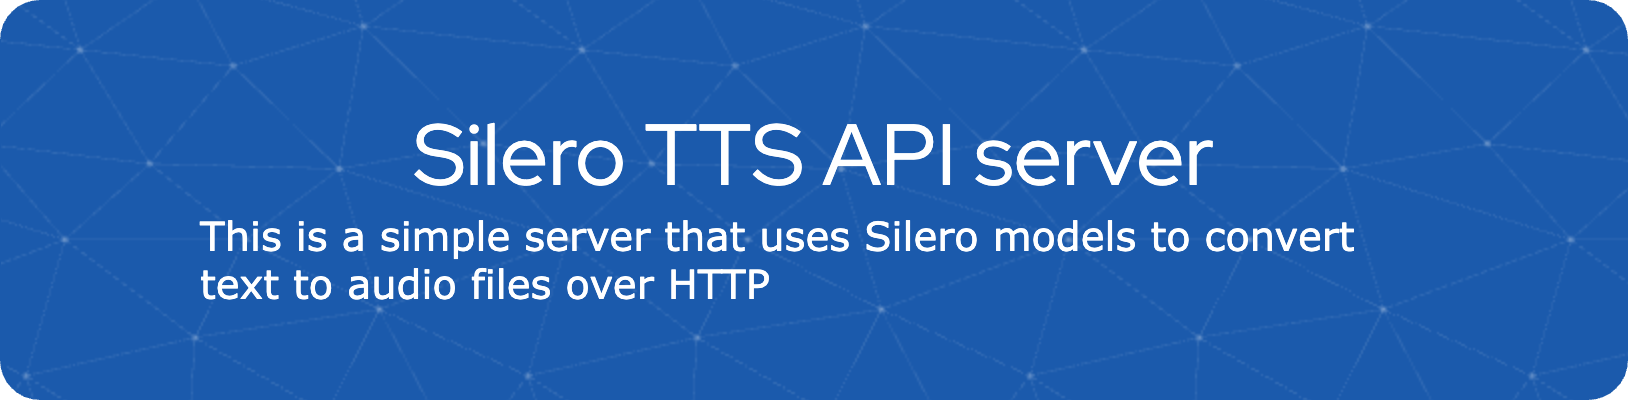 Silero TTS API server
This is a simple server that uses Silero models to convert
text to audio files over HTTP